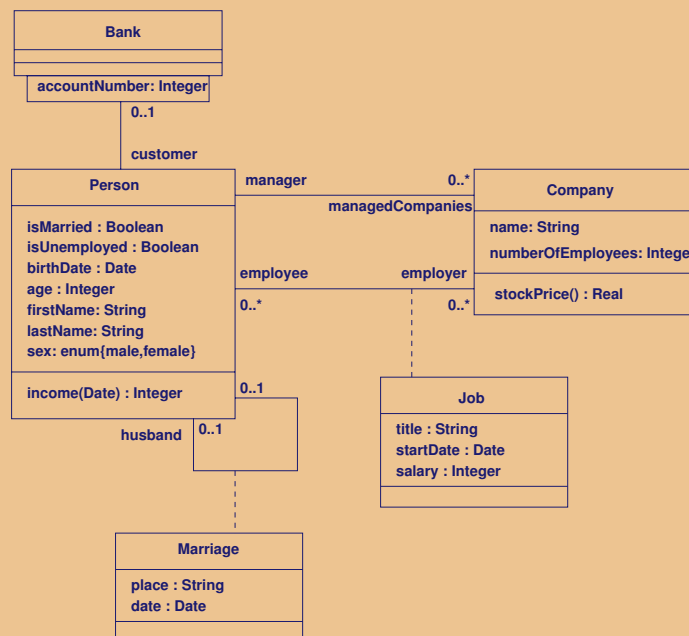 Bank
accountNumber: Integer
0..1
customer
Person
isMarried : Boolean
isUnemployed : Boolean
birthDate : Date
age : Integer
firstName: String
lastName: String
sex: enum{male,female}
income(Date) : Integer
manager
0..*
managedCompanies
employee
employer
0..*
0..*
Company
name: String
numberOfEmployees: Intege
stockPrice() : Real
0..1
husband
0..1
Job
title : String
startDate : Date
salary : Integer
Marriage
place : String
date : Date